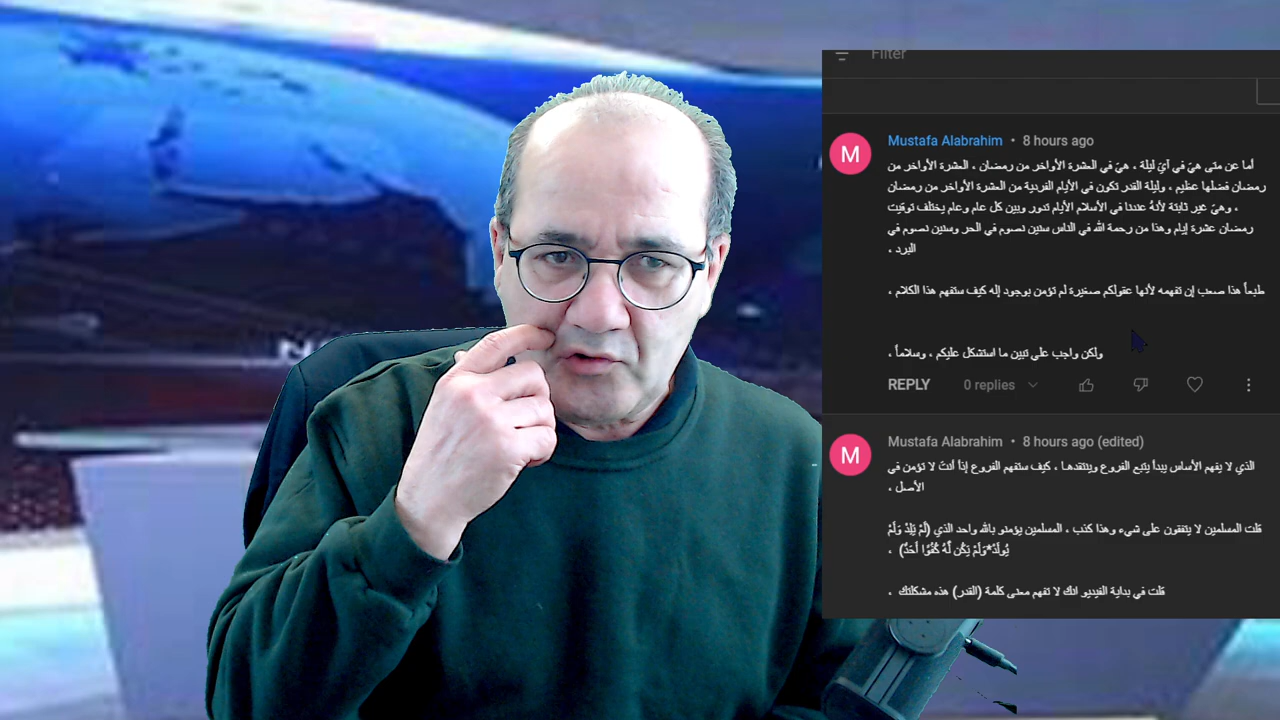 Filter
Mustafa Alabrahim • 8 hours ago
أما عن متى هيَ في آيَ ليلة ، هيَ في العشرة الأواخر من رمضان ، العشرة الأواخر من
رمضان فضلها عظيم ، وليلة القدر تكون في الأيام الفردية من العشرة الأواخر من رمضان
، وهيَ غير ثابتة لأنهُ عندنا في الأسلام الأيام تدور وبين كل عام وعام يختلف توقيت
رمضان عشرة إيام وهذا من رحمة الله في الناس سنين نصوم في الحر وسنين نصوم في
البرد ،
طبعاً هذا صعب إن تفهمه لأنها عقولكم صغيرة لم تؤمن بوجود إله كيف ستفهم هذا الكلام ،
ولكن واجب على تبين ما استشكل عليكم ، وسلاماً ،
REPLY 0 replies
Mustafa Alabrahim • 8 hours ago (edited)
الذي لا يفهم الأساس يبدأ يتبع الفروع وينتقدها ، كيف ستفهم الفروع إذاً أنتَ لا تؤمن في
الأصل ،
قلت المسلمين لا يتفقون على شيء وهذا كذب ، المسلمين يؤمنو بالله واحد الذي (لَمْ يَلِدْ وَلَمْ
يُولَدْ*وَلَمْ يَكُن لَّهُ كُفُوًا أَحَدٌ) ،
قلت في بداية الفيديو انك لا تفهم معنى كلمة (القدر) هذه مشكلتك ،